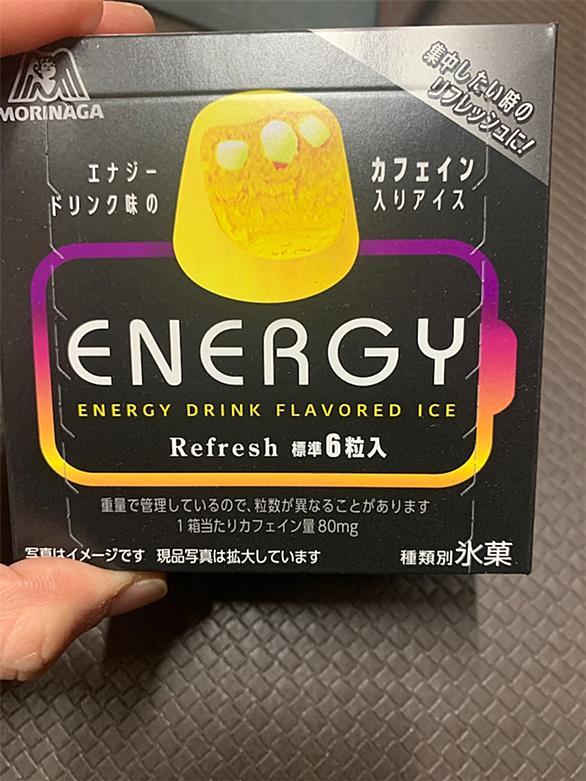 MORINAGA
集中したい時の
リフレッシュに!
エナジー
ドリンク味の
カフェイン
入りアイス
ENERGY
ENERGY DRINK FLAVORED ICE
Refresh 標準6粒入
重量で管理しているので、粒数が異なることがあります
1箱当たりカフェイン量80mg
写真はイメージです 現品写真は拡大しています
種類別氷菓